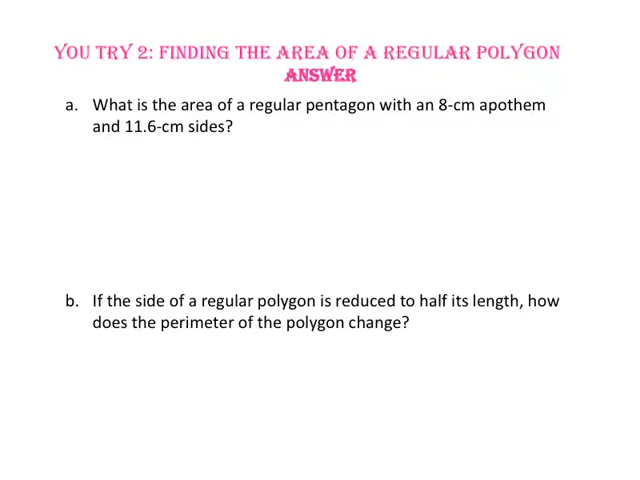 YOU TRY 2: FINDING THE AREA OF A REGULAR POLYGON
ANSWER
a. What is the area of a regular pentagon with an 8-cm apothem
and 11.6-cm sides?
b. If the side of a regular polygon is reduced to half its length, how
does the perimeter of the polygon change?